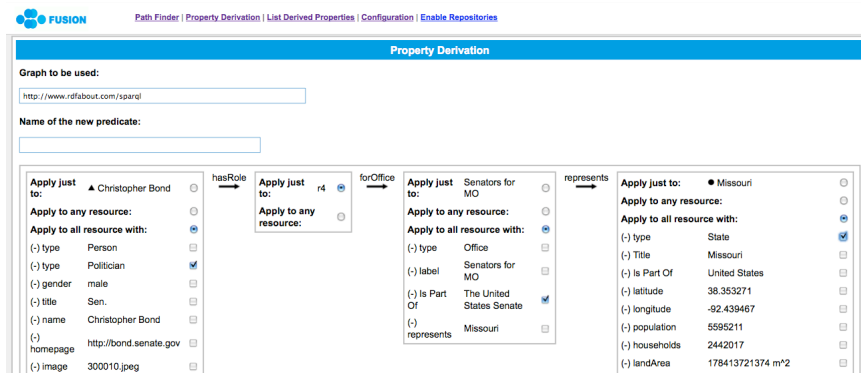 FUSION
Path Finder | Property Derivation | List Derived Properties | Configuration | Enable Repositories
Property Derivation
Graph to be used:
http://www.rdfabout.com/sparql
Name of the new predicate:
Apply just to: ▲ Christopher Bond
Apply to any resource:
Apply to all resource with:
(-) type Person
(-) type Politician
(-) gender male
(-) title Sen.
(-) name Christopher Bond
(-) homepage http://bond.senate.gov
(-) image 300010.jpeg
hasRole
Apply just to: r4
Apply to any resource:
forOffice
Apply just to: Senators for MO
Apply to any resource:
Apply to all resource with:
(-) type Office
(-) label Senators for MO
(-) Is Part Of The United States Senate
(-) represents Missouri
represents
Apply just to: ● Missouri
Apply to any resource:
Apply to all resource with:
(-) type State
(-) Title Missouri
(-) Is Part Of United States
(-) latitude 38.353271
(-) longitude -92.439467
(-) population 5595211
(-) households 2442017
(-) landArea 178413721374 m^2